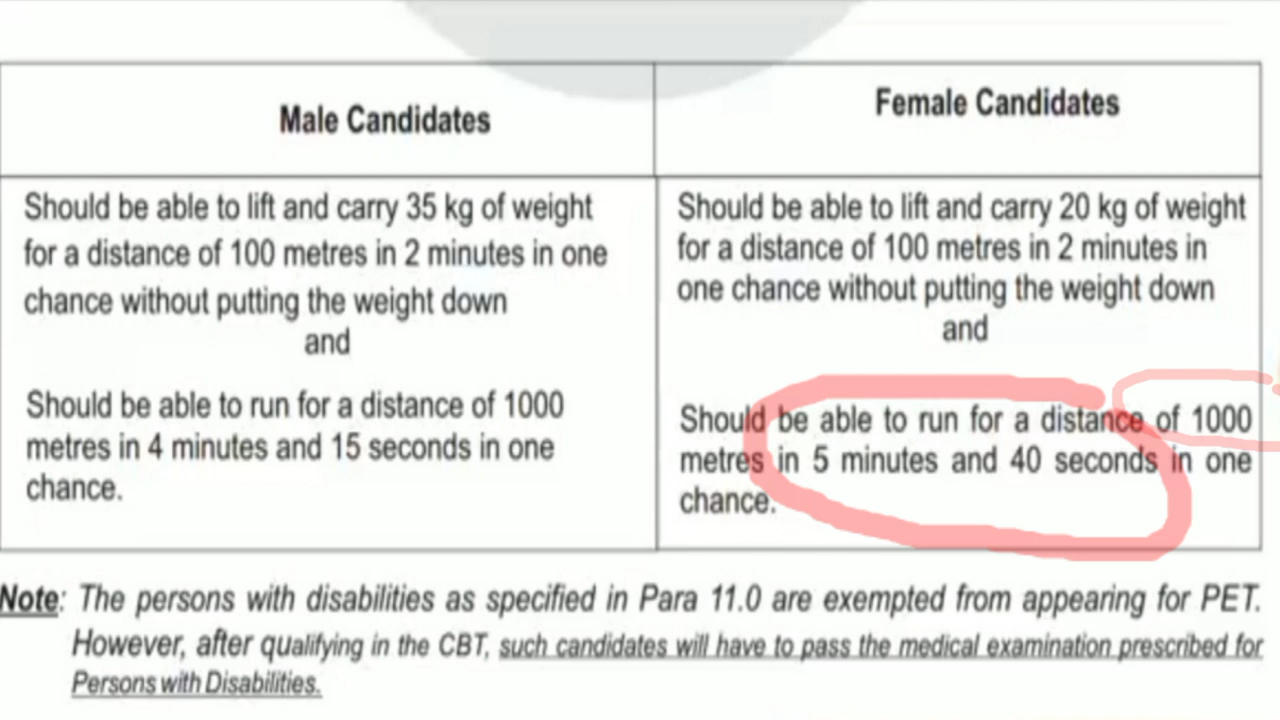 Male Candidates
Female Candidates
Should be able to lift and carry 35 kg of weight
for a distance of 100 metres in 2 minutes in one
chance without putting the weight down
and
Should be able to run for a distance of 1000
metres in 4 minutes and 15 seconds in one
chance.
Should be able to lift and carry 20 kg of weight
for a distance of 100 metres in 2 minutes in
one chance without putting the weight down
and
Should be able to run for a distance of 1000
metres in 5 minutes and 40 seconds in one
chance.
Note: The persons with disabilities as specified in Para 11.0 are exempted from appearing for PET.
However, after qualifying in the CBT, such candidates will have to pass the medical examination prescribed for
Persons with Disabilities.